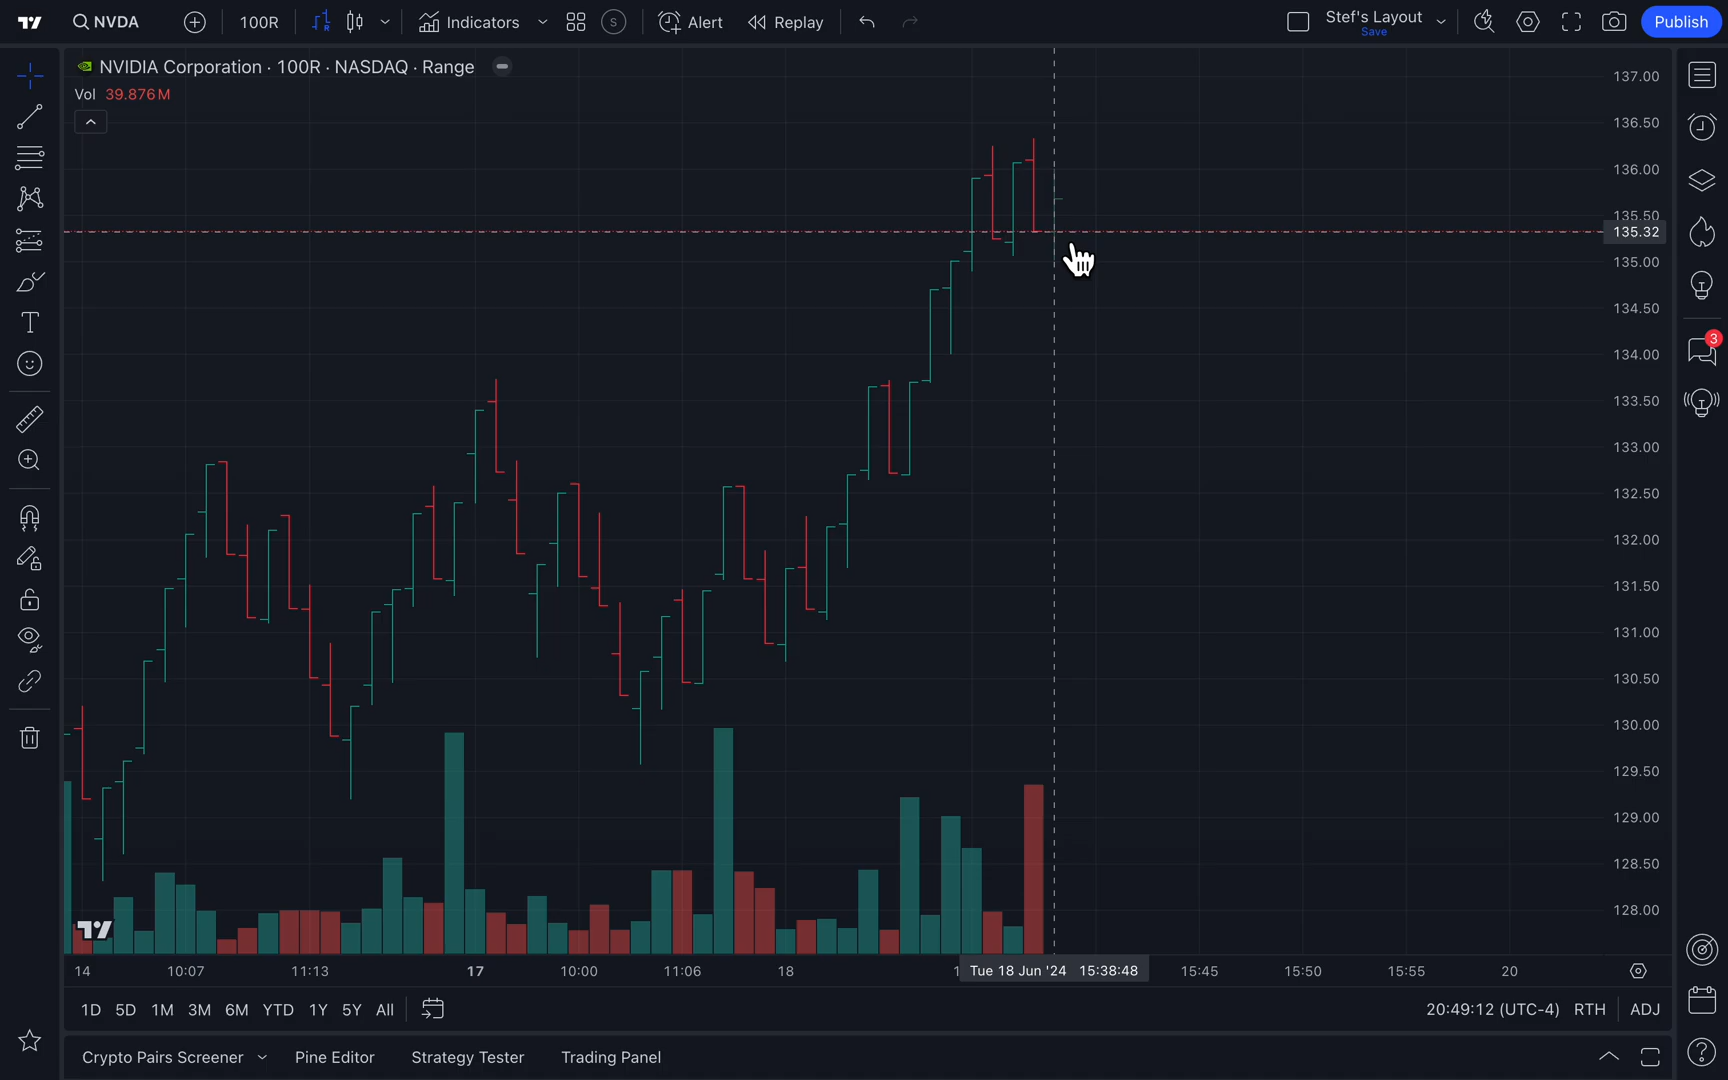 NVDA
100R
Indicators
S
Alert
Replay
Stef's Layout
Save
Publish
NVIDIA Corporation · 100R · NASDAQ · Range
Vol 39.876M
137.00
136.50
136.00
135.50
135.32
135.00
134.50
134.00
133.50
133.00
132.50
132.00
131.50
131.00
130.50
130.00
129.50
129.00
128.50
128.00
3
14 10:07 11:13 17 10:00 11:06 18 Tue 18 Jun '24 15:38:48 15:45 15:50 15:55 20
1D 5D 1M 3M 6M YTD 1Y 5Y All
20:49:12 (UTC-4) RTH ADJ
Crypto Pairs Screener Pine Editor Strategy Tester Trading Panel